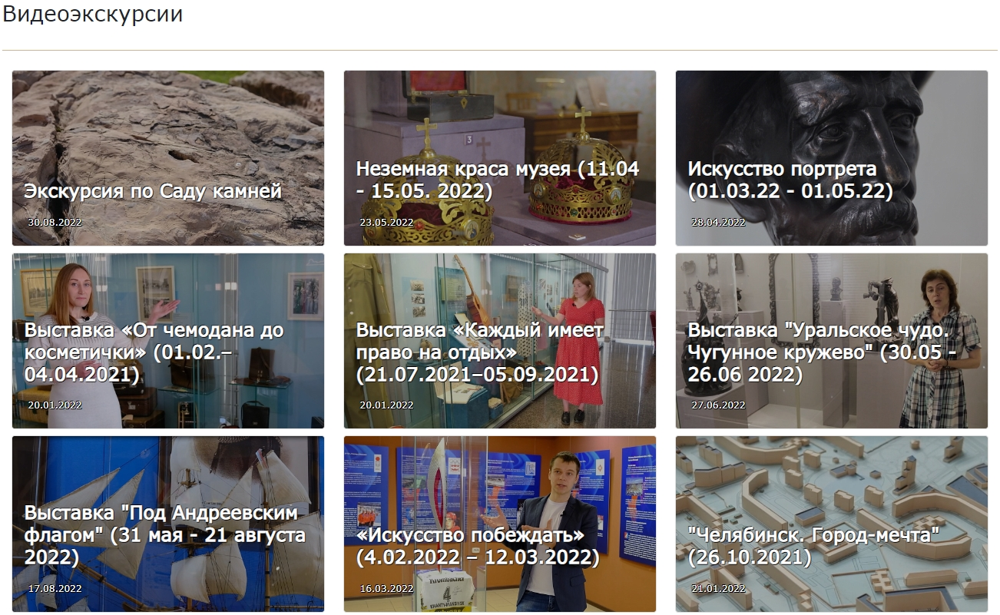 Видеоэкскурсии
Экскурсия по Саду камней
30.08.2022
Неземная краса музея (11.04
- 15.05. 2022)
3
23.05.2022
Искусство портрета
(01.03.22 - 01.05.22)
28.04.2022
Выставка «От чемодана до
косметички» (01.02.–
04.04.2021)
20.01.2022
Выставка «Каждый имеет
право на отдых»
(21.07.2021–05.09.2021)
20.01.2022
Выставка "Уральское чудо.
Чугунное кружево" (30.05 -
26.06 2022)
27.06.2022
Выставка "Под Андреевским
флагом" (31 мая - 21 августа
2022)
17.08.2022
«Искусство побеждать»
(4.02.2022 – 12.03.2022)
4
KHANTY-MANSIYSK
16.03.2022
"Челябинск. Город-мечта"
(26.10.2021)
21.01.2022